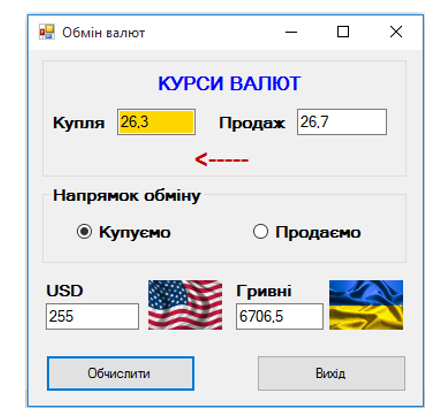 Обмін валют
КУРСИ ВАЛЮТ
Купля 26,3 Продаж 26,7
<-----
Напрямок обміну
Купуємо Продаємо
USD Гривні
255 6706,5
Обчислити Вихід